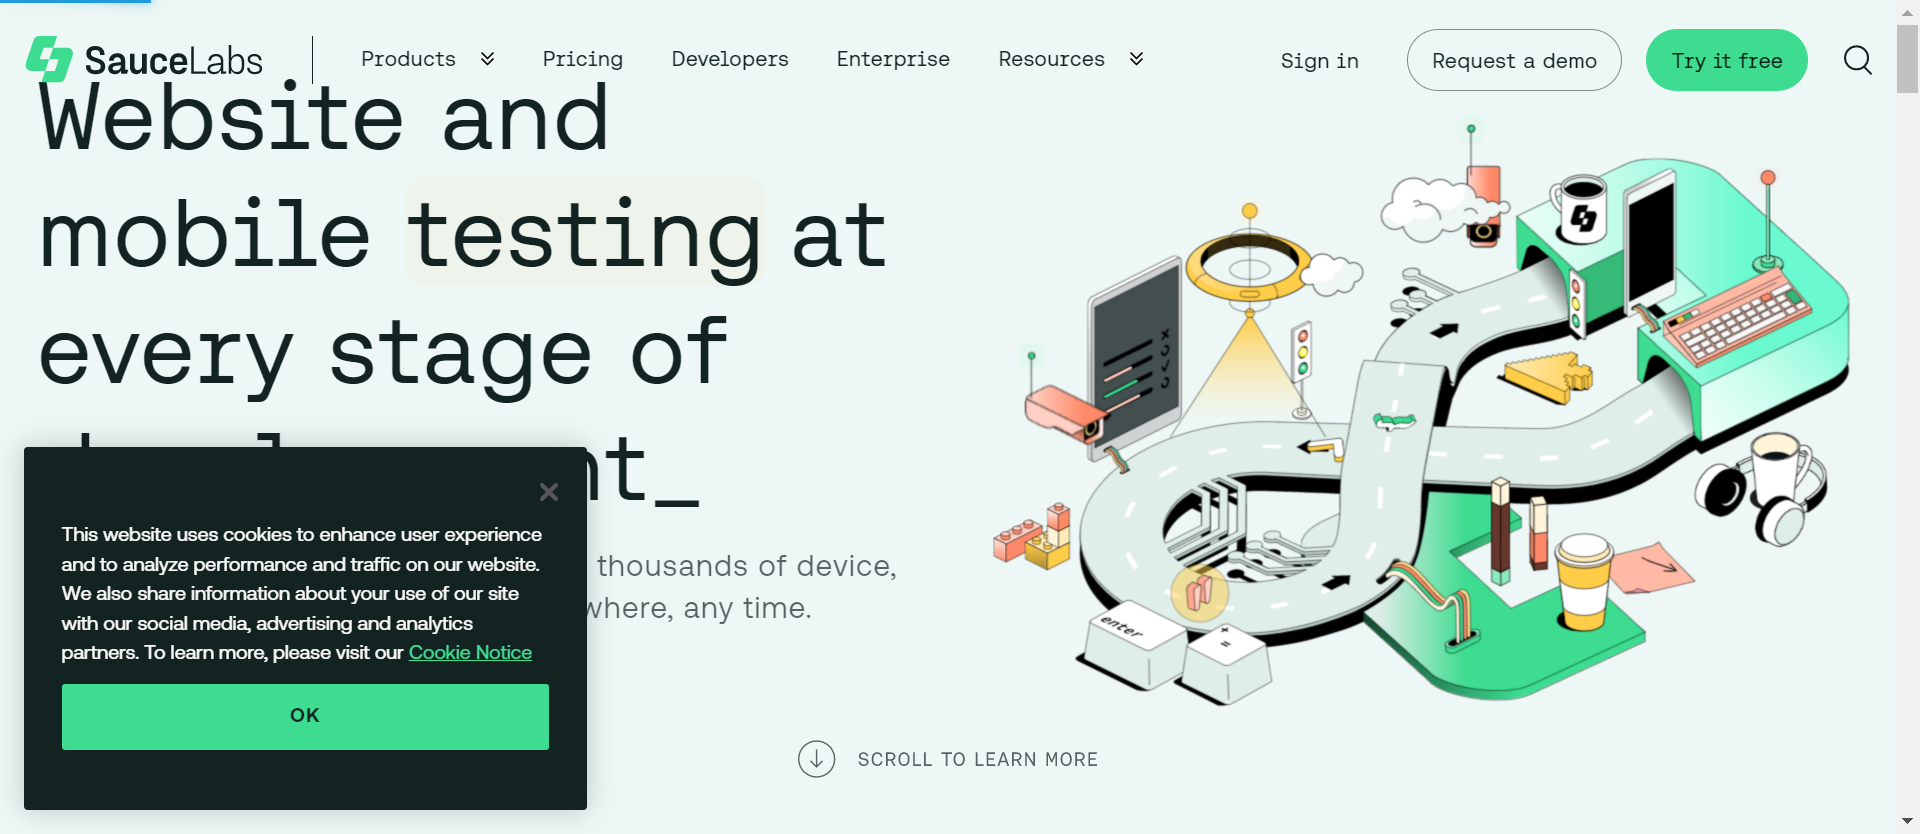 SauceLabs
Products
Pricing
Developers
Enterprise
Resources
Sign in
Request a demo
Try it free
Website and
mobile testing at
every stage of
nt_
thousands of device,
where, any time.
This website uses cookies to enhance user experience
and to analyze performance and traffic on our website.
We also share information about your use of our site
with our social media, advertising and analytics
partners. To learn more, please visit our Cookie Notice
OK
enter
+
=
SCROLL TO LEARN MORE